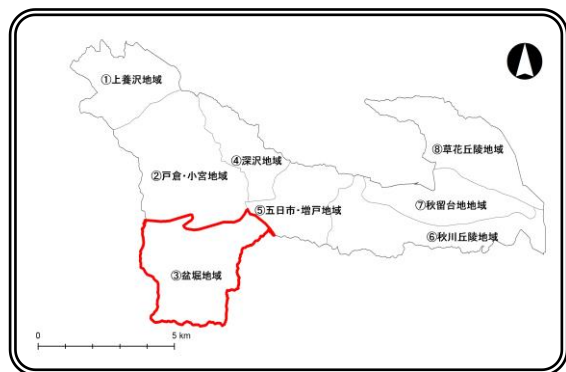 ①上養沢地域
⑧草花丘陵地域
④深沢地域
②戸倉・小宮地域
⑦秋留台地地域
⑤五日市・増戸地域
⑥秋川丘陵地域
③盆堀地域
0 5 km